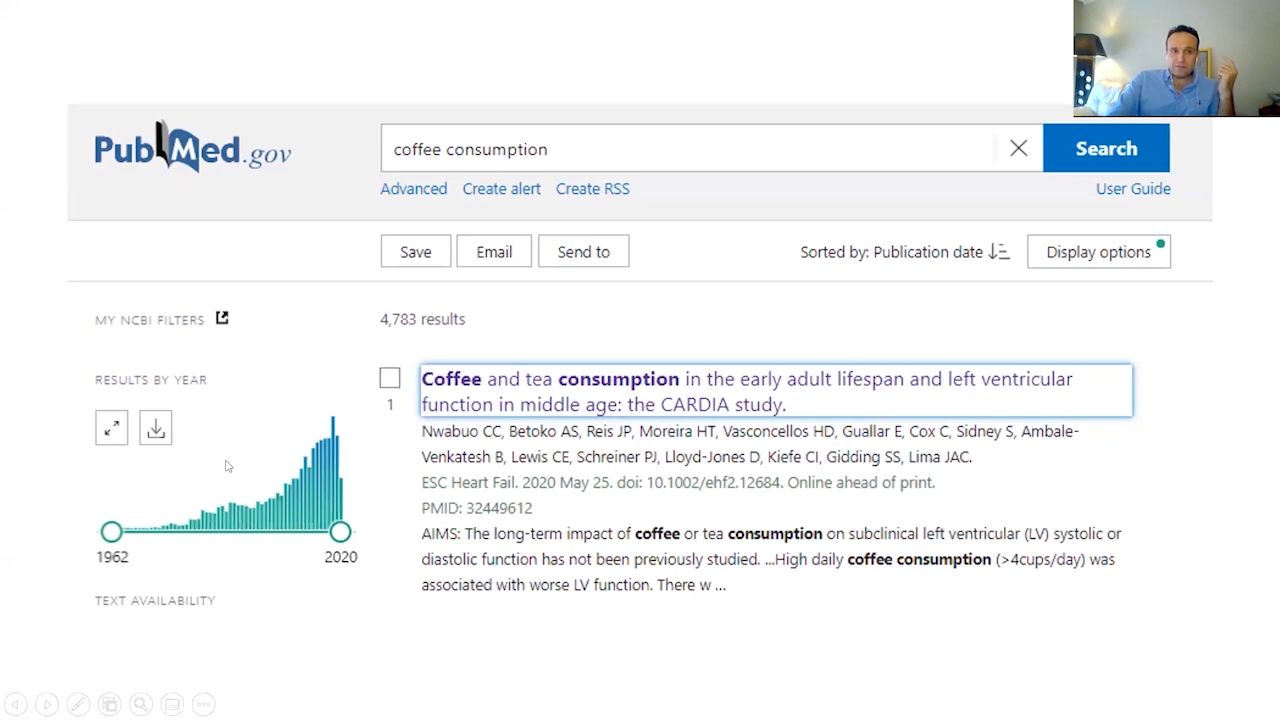 PubMed.gov
coffee consumption
Search
Advanced
Create alert
Create RSS
User Guide
Save
Email
Send to
Sorted by: Publication date
Display options
MY NCBI FILTERS
4,783 results
RESULTS BY YEAR
1962
2020
TEXT AVAILABILITY
1
Coffee and tea consumption in the early adult lifespan and left ventricular
function in middle age: the CARDIA study.
Nwabuo CC, Betoko AS, Reis JP, Moreira HT, Vasconcellos HD, Guallar E, Cox C, Sidney S, Ambale-
Venkatesh B, Lewis CE, Schreiner PJ, Lloyd-Jones D, Kiefe CI, Gidding SS, Lima JAC.
ESC Heart Fail. 2020 May 25. doi: 10.1002/ehf2.12684. Online ahead of print.
PMID: 32449612
AIMS: The long-term impact of coffee or tea consumption on subclinical left ventricular (LV) systolic or
diastolic function has not been previously studied. ...High daily coffee consumption (>4cups/day) was
associated with worse LV function. There w ...